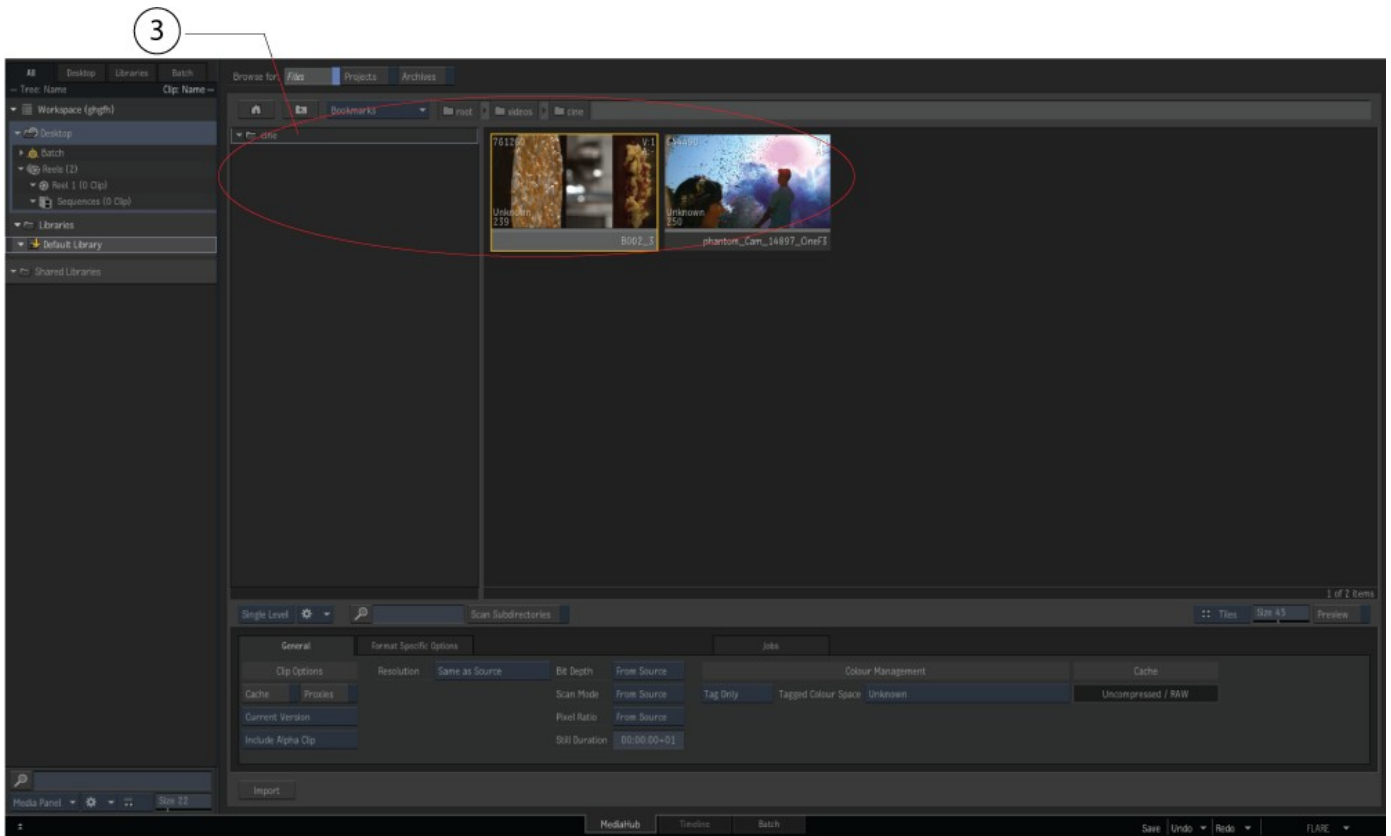 3
All Desktop Libraries Batch
Tree: Name Clip: Name
Workspace (ghgfh)
Desktop
Batch
Reels (2)
Reel 1 (0 Clip)
Sequences (0 Clip)
Libraries
Default Library
Shared Libraries
Media Panel Size 22
Browse for: Files Projects Archives
Bookmarks root videos cine
cine
V:1
A:-
Unknown
239
B002_3
Unknown
250
phantom_Cam_14897_OneF3
1 of 2 items
Single Level Scan Subdirectories Tiles Size 45 Preview
General Format Specific Options Jobs
Clip Options Resolution Same as Source Bit Depth From Source Colour Management Cache
Cache Proxies Scan Mode From Source Tag Only Tagged Colour Space Unknown Uncompressed / RAW
Current Version Pixel Ratio From Source
Include Alpha Clip Still Duration 00:00:00+01
Import
MediaHub Timeline Batch Save Undo Redo FLARE